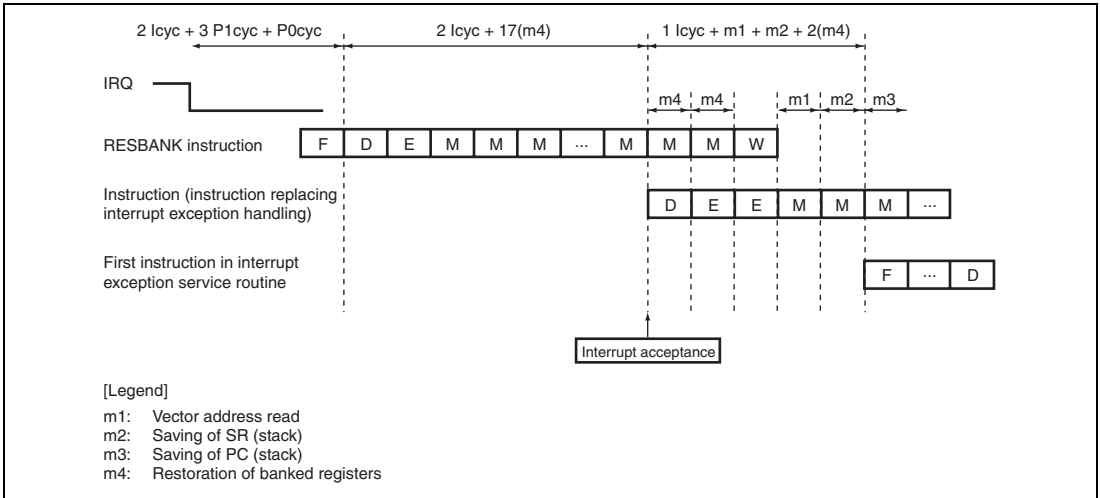 2 Icyc + 3 P1cyc + P0cyc 2 Icyc + 17(m4) 1 Icyc + m1 + m2 + 2(m4)
IRQ
m4 m4 m1 m2 m3
RESBANK instruction F D E M M M ... M M M W
Instruction (instruction replacing
interrupt exception handling) D E E M M M ...
First instruction in interrupt
exception service routine F ... D
Interrupt acceptance
[Legend]
m1: Vector address read
m2: Saving of SR (stack)
m3: Saving of PC (stack)
m4: Restoration of banked registers